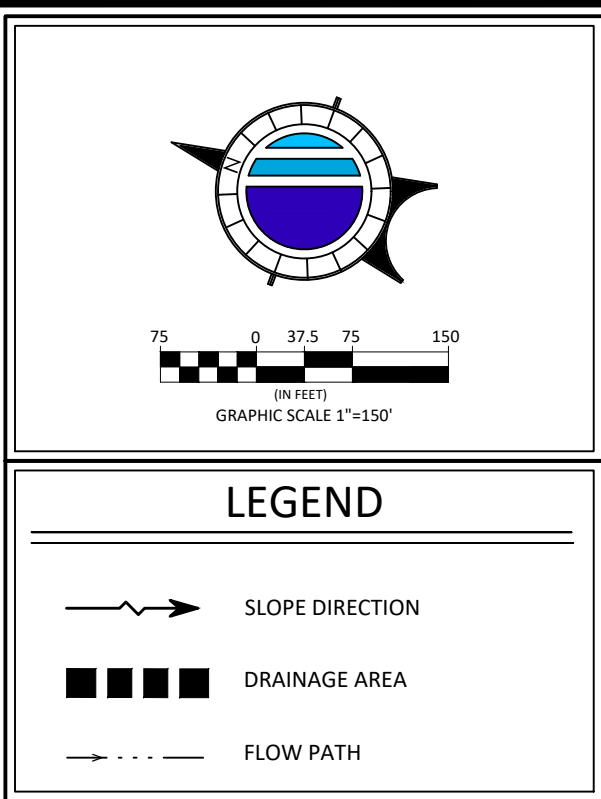 N
75 0 37.5 75 150
(IN FEET)
GRAPHIC SCALE 1"=150'
LEGEND
SLOPE DIRECTION
DRAINAGE AREA
FLOW PATH